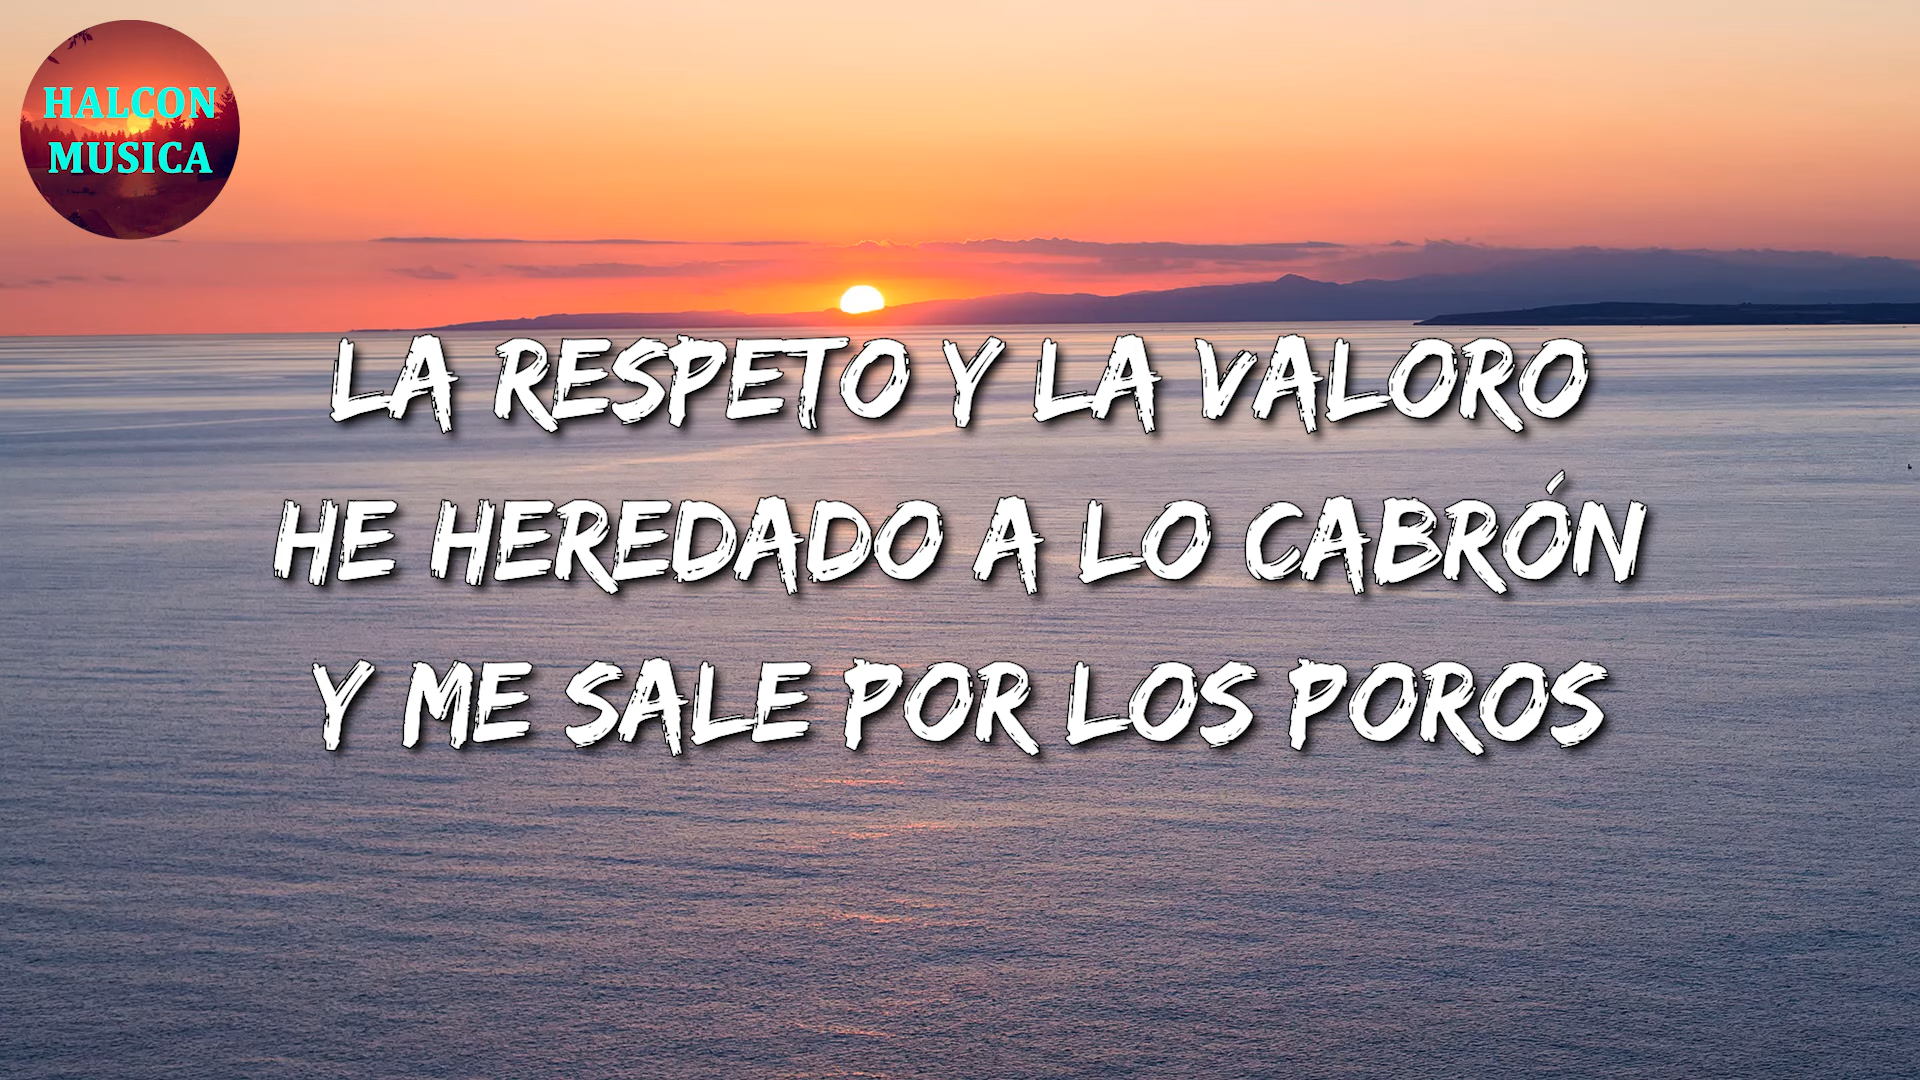 HALCON
MUSICA
LA RESPETO Y LA VALORO
HE HEREDADO A LO CABRÓN
Y ME SALE POR LOS POROS